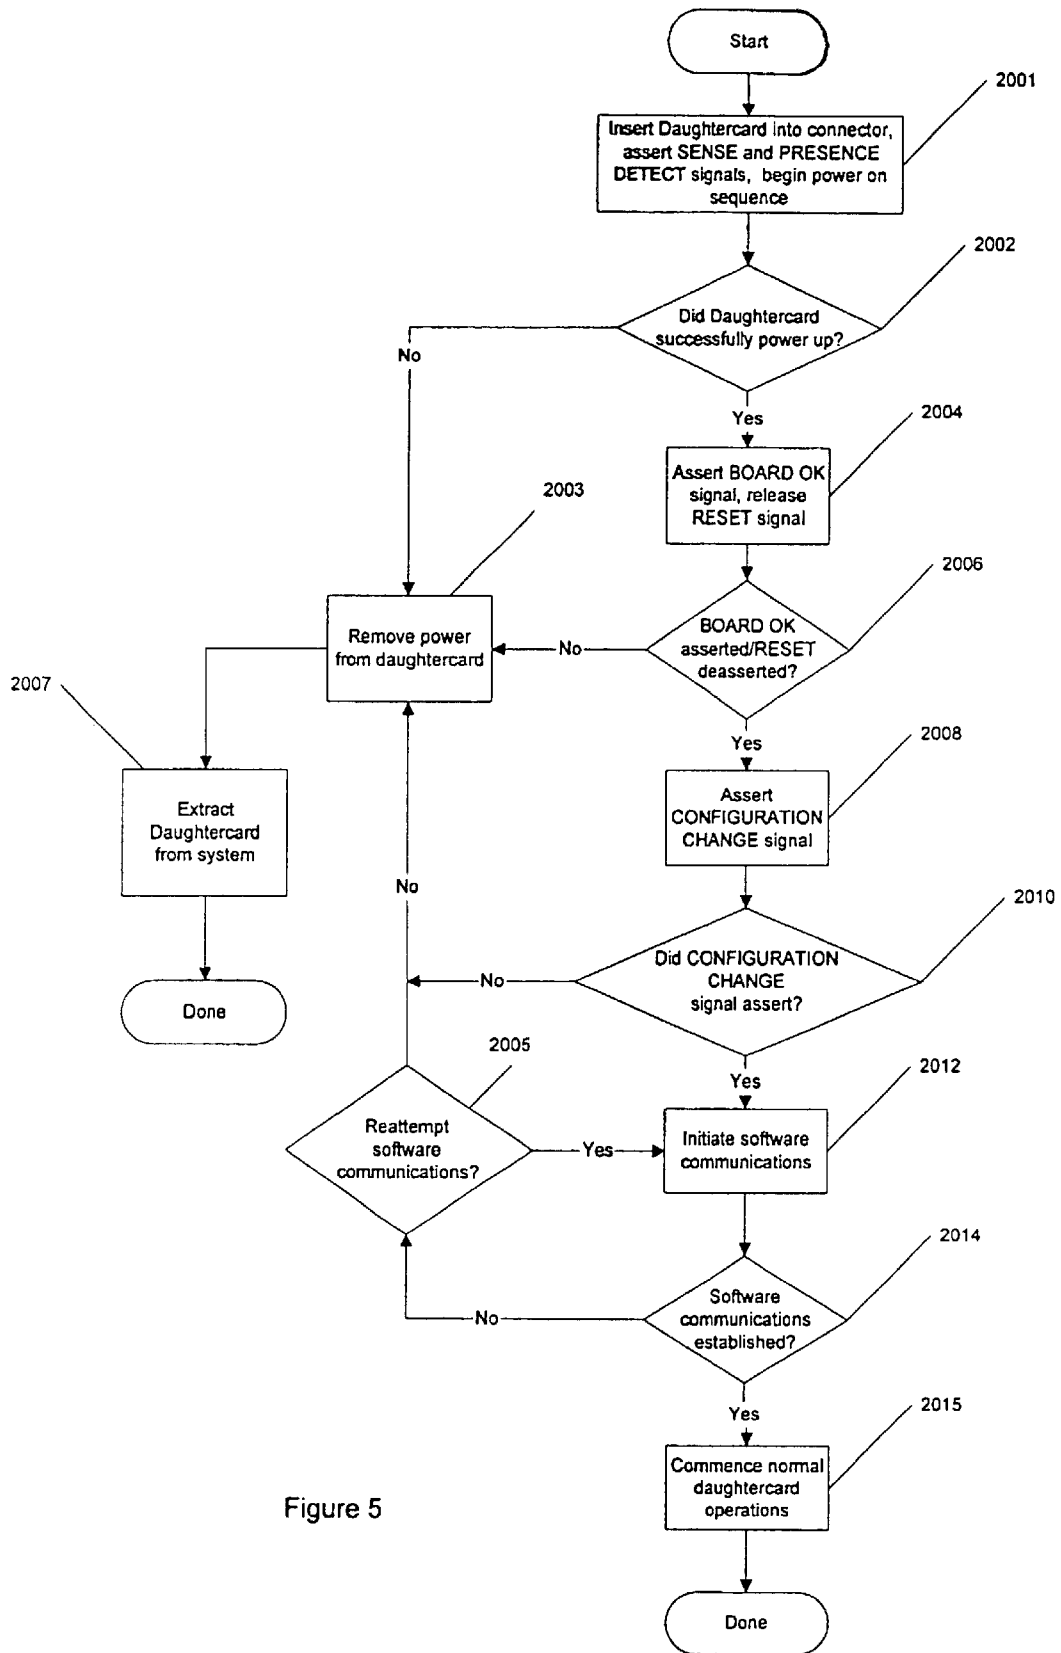 Start
2001
Insert Daughtercard into connector,
assert SENSE and PRESENCE
DETECT signals, begin power on
sequence
2002
Did Daughtercard
successfully power up?
No
Yes
2004
Assert BOARD OK
signal, release
RESET signal
2003
Remove power
from daughtercard
2006
BOARD OK
asserted/RESET
deasserted?
No
Yes
2007
Extract
Daughtercard
from system
Done
2008
Assert
CONFIGURATION
CHANGE signal
No
2010
Did CONFIGURATION
CHANGE
signal assert?
No
Yes
2005
Reattempt
software
communications?
Yes
2012
Initiate software
communications
2014
Software
communications
established?
No
Yes
2015
Commence normal
daughtercard
operations
Figure 5
Done